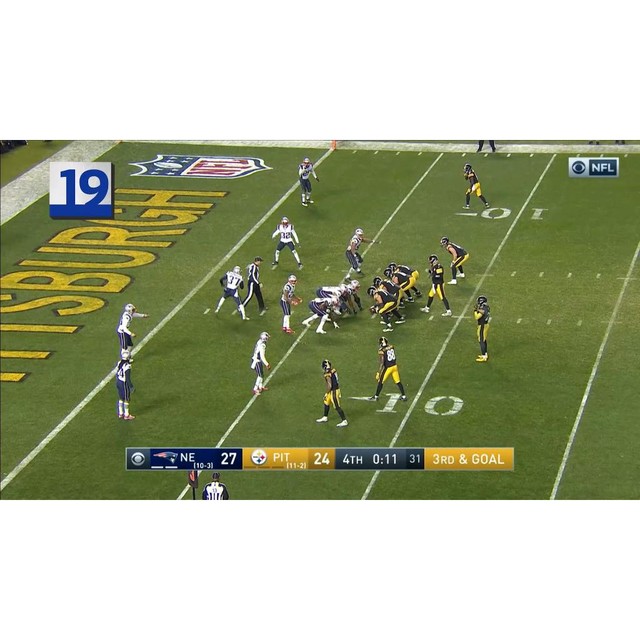 19
NFL
NFL
PITTSBURGH
10
10
NE (10-3) 27 PIT (11-2) 24 4TH 0:11 31 3RD & GOAL